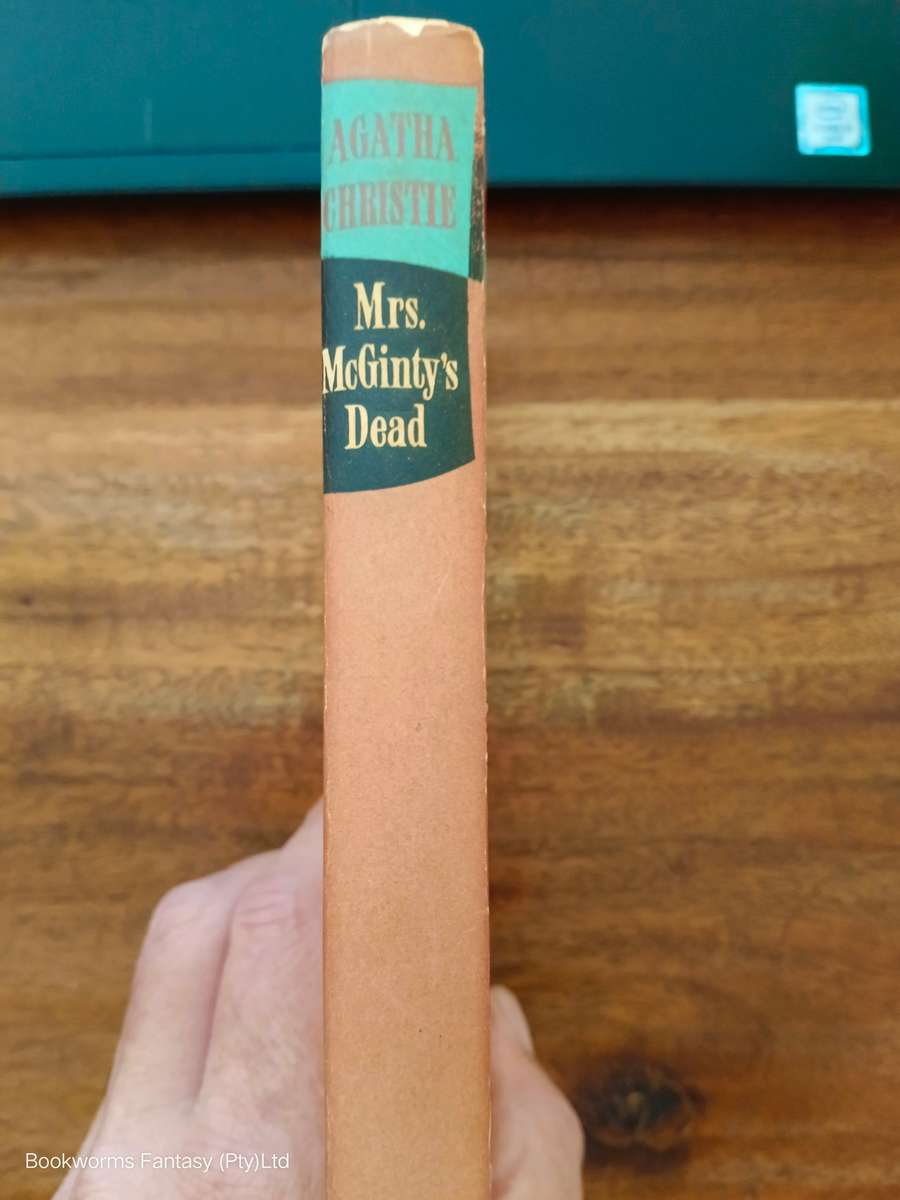 AGATHA
CHRISTIE
Mrs.
McGinty's
Dead
Bookworms Fantasy (Pty)Ltd